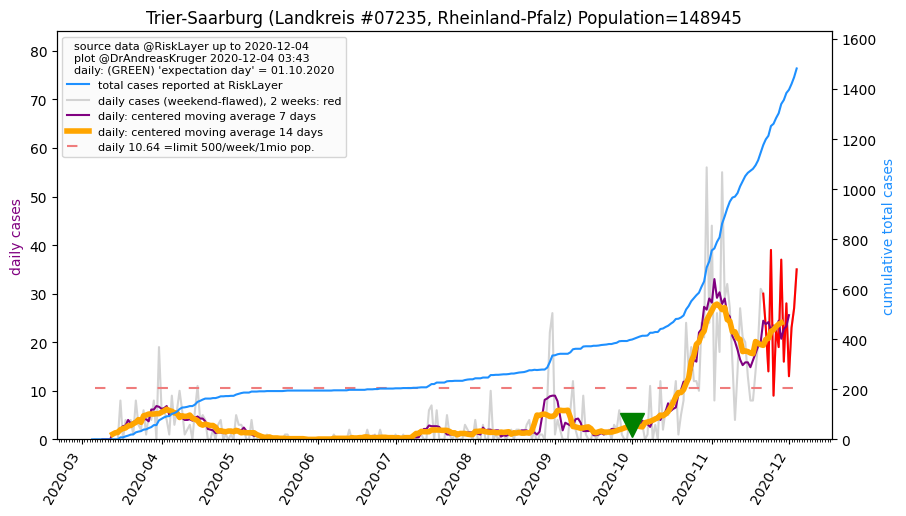 Trier-Saarburg (Landkreis #07235, Rheinland-Pfalz) Population=148945
source data @RiskLayer up to 2020-12-04
plot @DrAndreasKruger 2020-12-04 03:43
daily: (GREEN) 'expectation day' = 01.10.2020
total cases reported at RiskLayer
daily cases (weekend-flawed), 2 weeks: red
daily: centered moving average 7 days
daily: centered moving average 14 days
daily 10.64 =limit 500/week/1mio pop.
daily cases
80
70
60
50
40
30
20
10
0
cumulative total cases
1600
1400
1200
1000
800
600
400
200
0
2020-03
2020-04
2020-05
2020-06
2020-07
2020-08
2020-09
2020-10
2020-11
2020-12